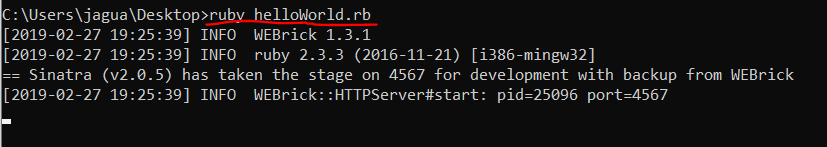 C:\Users\jagua\Desktop>ruby helloWorld.rb
[2019-02-27 19:25:39] INFO  WEBrick 1.3.1
[2019-02-27 19:25:39] INFO  ruby 2.3.3 (2016-11-21) [i386-mingw32]
== Sinatra (v2.0.5) has taken the stage on 4567 for development with backup from WEBrick
[2019-02-27 19:25:39] INFO  WEBrick::HTTPServer#start: pid=25096 port=4567